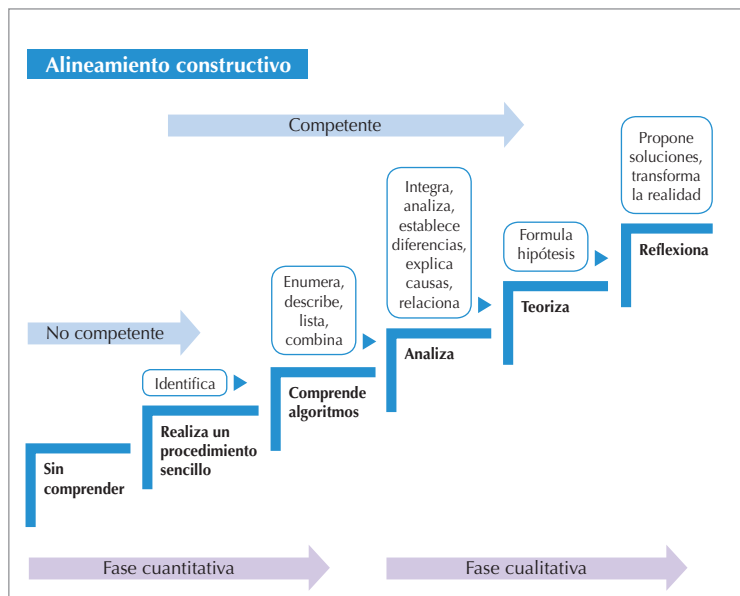 Alineamiento constructivo
Competente
Propone
soluciones,
transforma
la realidad
Integra,
analiza,
establece
diferencias,
explica
causas,
relaciona
Formula
hipótesis
Reflexiona
Enumera,
describe,
lista,
combina
Teoriza
No competente
Analiza
Identifica
Comprende
algoritmos
Realiza un
procedimiento
sencillo
Sin
comprender
Fase cuantitativa
Fase cualitativa